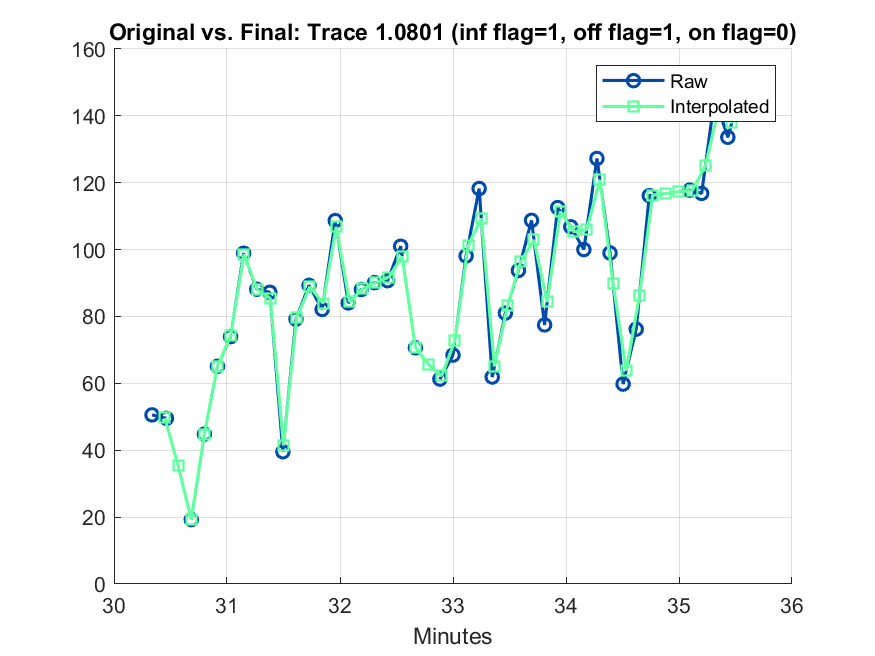 Original vs. Final: Trace 1.0801 (inf flag=1, off flag=1, on flag=0)
160
140
120
100
80
60
40
20
0
Raw
Interpolated
30 31 32 33 34 35 36
Minutes